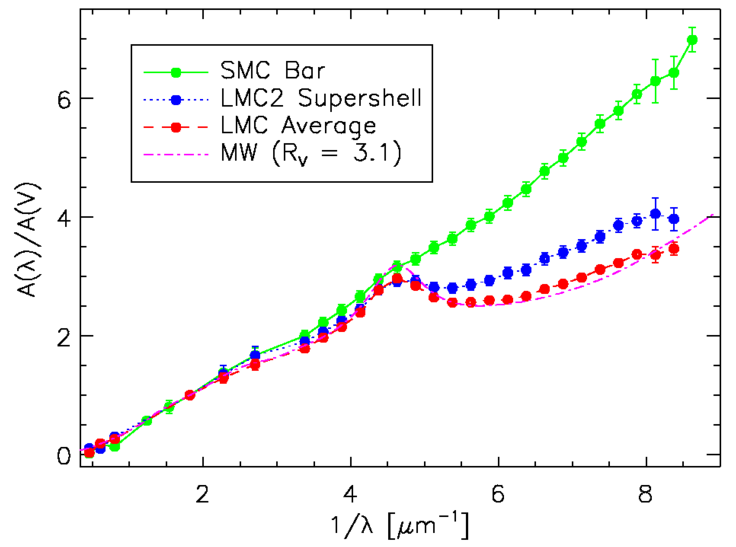 SMC Bar
LMC2 Supershell
LMC Average
MW (Rv = 3.1)
A(λ)/A(V)
6
4
2
0
2 4 6 8
1/λ [μm⁻¹]